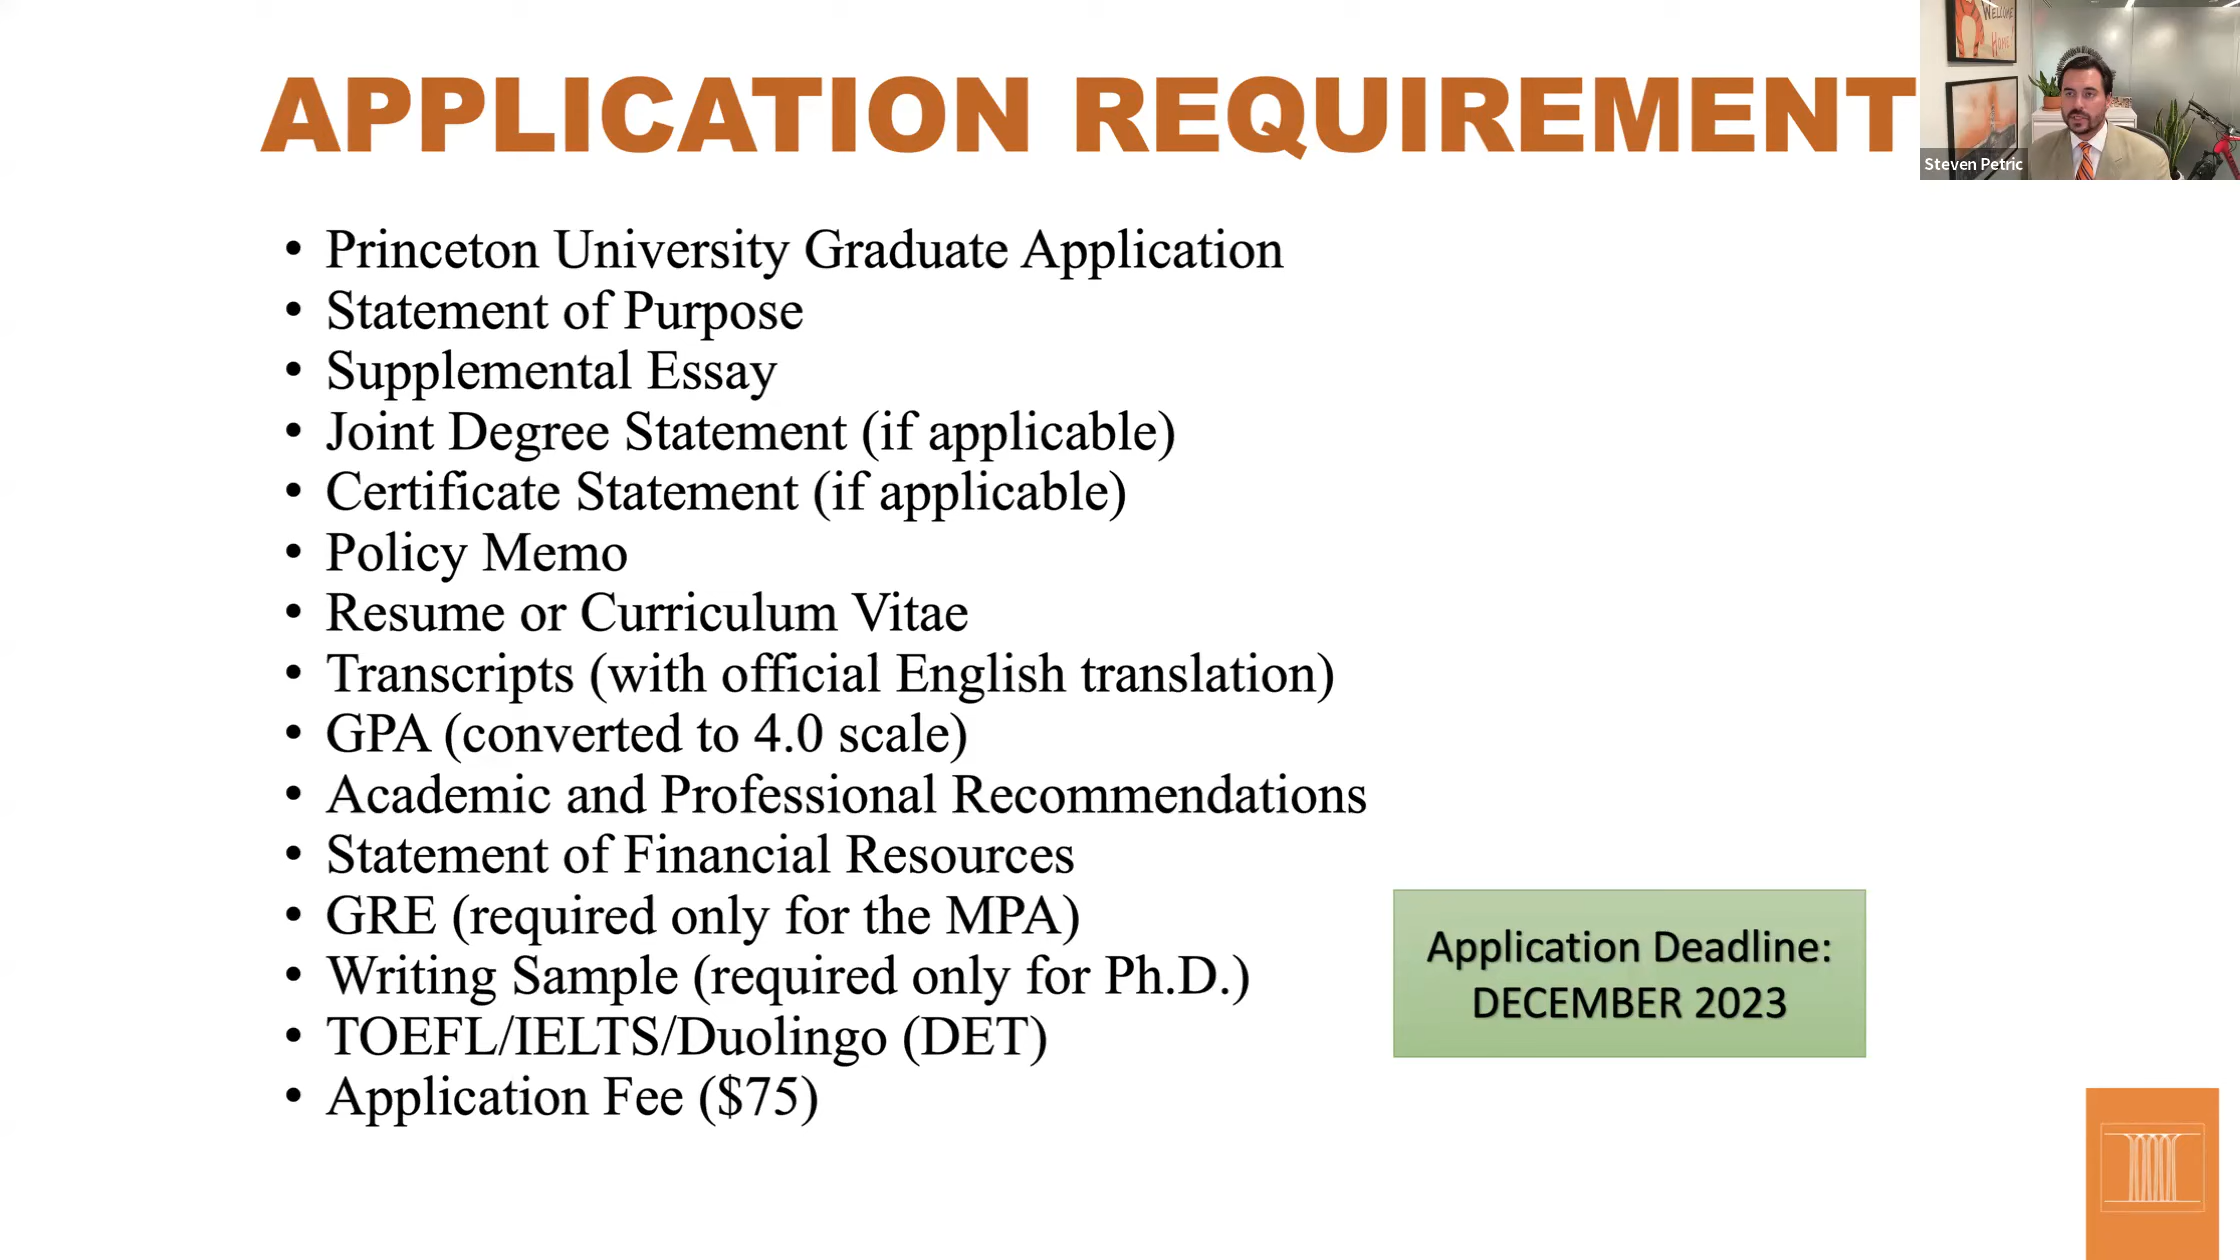 APPLICATION REQUIREMENT
WELCOME
HOME
Steven Petric
• Princeton University Graduate Application
• Statement of Purpose
• Supplemental Essay
• Joint Degree Statement (if applicable)
• Certificate Statement (if applicable)
• Policy Memo
• Resume or Curriculum Vitae
• Transcripts (with official English translation)
• GPA (converted to 4.0 scale)
• Academic and Professional Recommendations
• Statement of Financial Resources
• GRE (required only for the MPA)
• Writing Sample (required only for Ph.D.)
• TOEFL/IELTS/Duolingo (DET)
• Application Fee ($75)
Application Deadline:
DECEMBER 2023